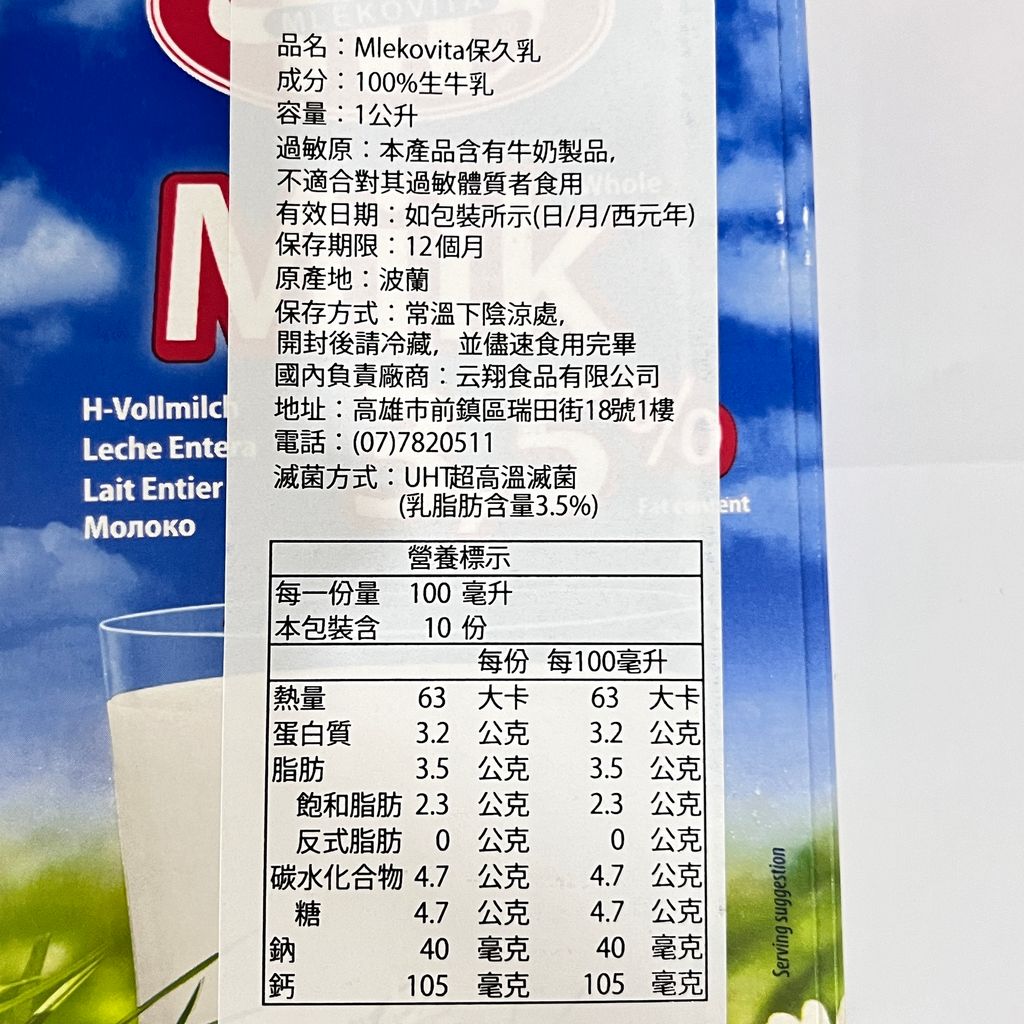 MLEKOVITA
品名：Mlekovita保久乳
成分：100%生牛乳
容量：1公升
過敏原：本產品含有牛奶製品，
不適合對其過敏體質者食用
有效日期：如包裝所示(日/月/西元年)
保存期限：12個月
原產地：波蘭
保存方式：常溫下陰涼處，
開封後請冷藏，並儘速食用完畢
國內負責廠商：云翔食品有限公司
地址：高雄市前鎮區瑞田街18號1樓
電話：(07)7820511
滅菌方式：UHT超高溫滅菌
(乳脂肪含量3.5%)
營養標示
每一份量 100 毫升
本包裝含 10 份
每份 每100毫升
熱量 63 大卡 63 大卡
蛋白質 3.2 公克 3.2 公克
脂肪 3.5 公克 3.5 公克
飽和脂肪 2.3 公克 2.3 公克
反式脂肪 0 公克 0 公克
碳水化合物 4.7 公克 4.7 公克
糖 4.7 公克 4.7 公克
鈉 40 毫克 40 毫克
鈣 105 毫克 105 毫克
Whole
Milk
%
Fat content
H-Vollmilch
Leche Entera
Lait Entier
Молоко
Serving suggestion